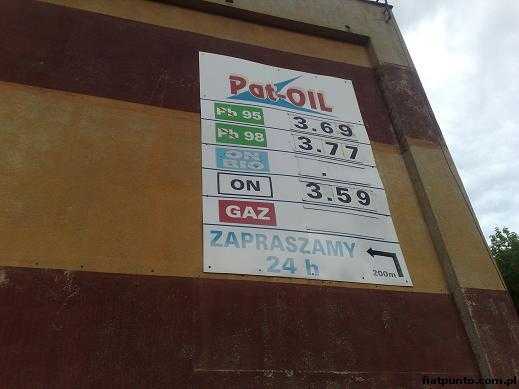 Pat-OIL
Pb 95 3.69
Pb 98 3.77
ON BIO .
ON 3.59
GAZ
ZAPRASZAMY
24 h
200m
fiatpunto.com.pl